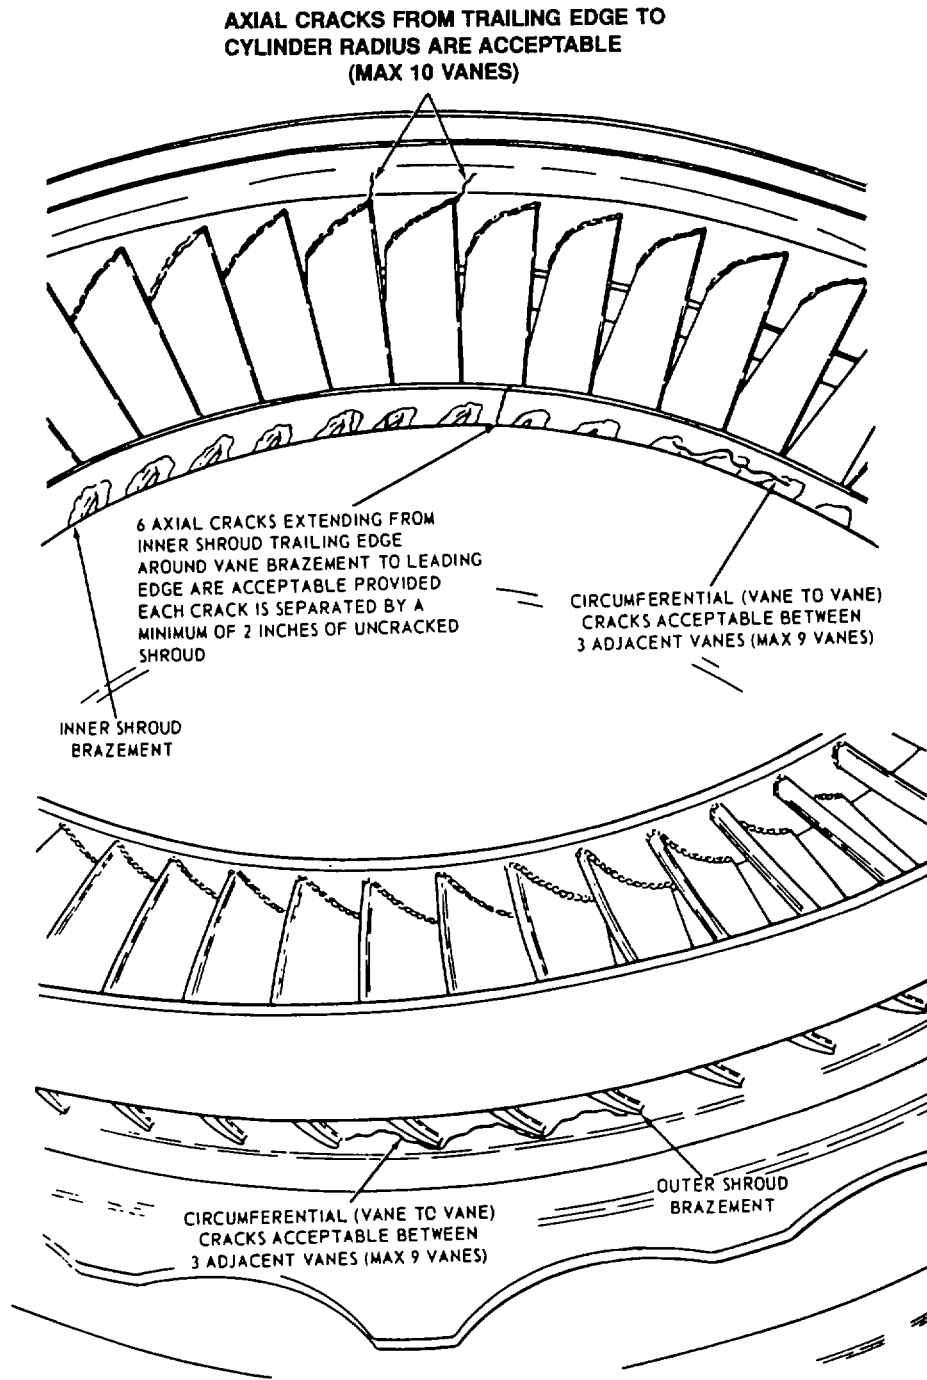 AXIAL CRACKS FROM TRAILING EDGE TO
CYLINDER RADIUS ARE ACCEPTABLE
(MAX 10 VANES)
6 AXIAL CRACKS EXTENDING FROM
INNER SHROUD TRAILING EDGE
AROUND VANE BRAZEMENT TO LEADING
EDGE ARE ACCEPTABLE PROVIDED
EACH CRACK IS SEPARATED BY A
MINIMUM OF 2 INCHES OF UNCRACKED
SHROUD
CIRCUMFERENTIAL (VANE TO VANE)
CRACKS ACCEPTABLE BETWEEN
3 ADJACENT VANES (MAX 9 VANES)
INNER SHROUD
BRAZEMENT
OUTER SHROUD
BRAZEMENT
CIRCUMFERENTIAL (VANE TO VANE)
CRACKS ACCEPTABLE BETWEEN
3 ADJACENT VANES (MAX 9 VANES)